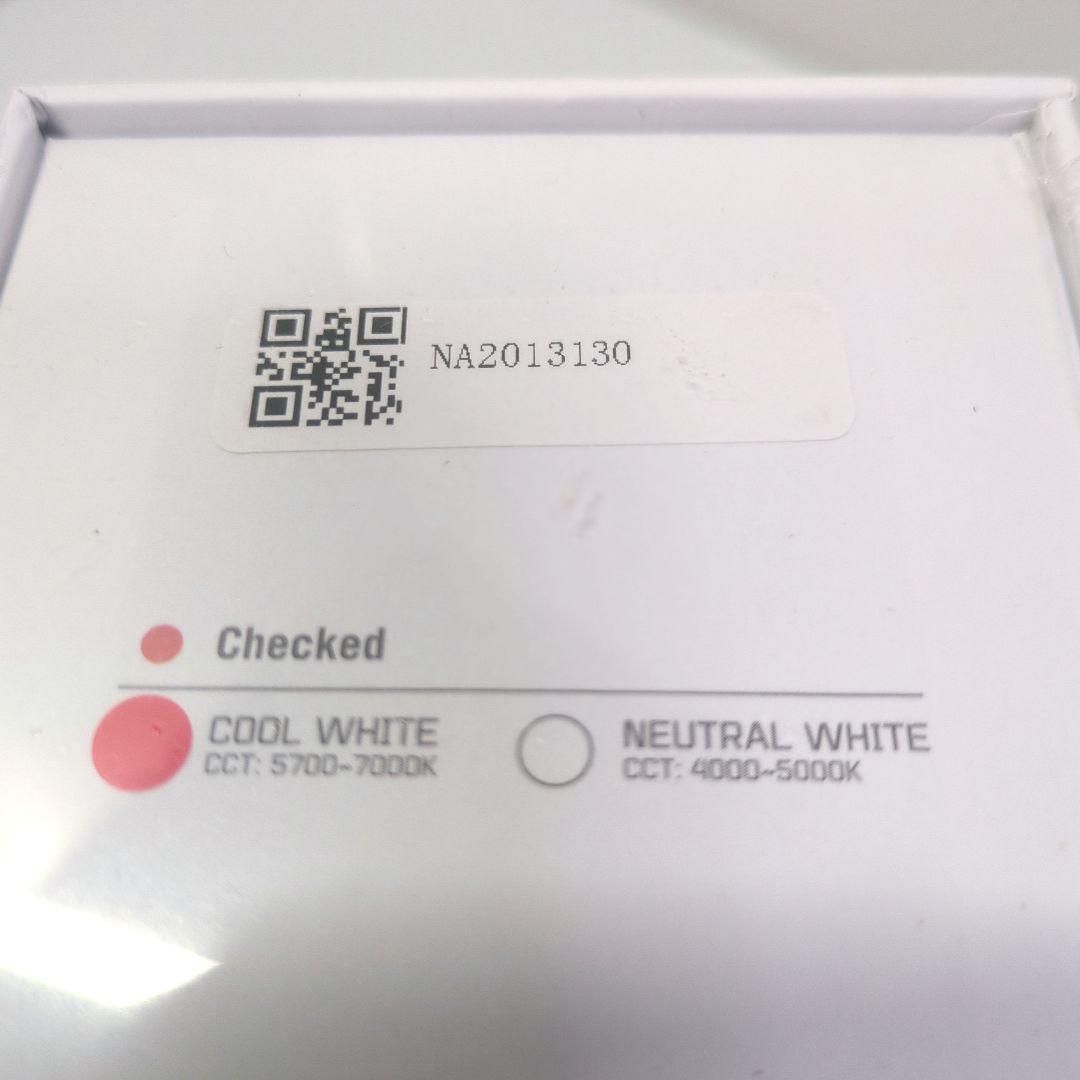 NA2013130
Checked
COOL WHITE
CCT: 5700~7000K
NEUTRAL WHITE
CCT: 4000~5000K